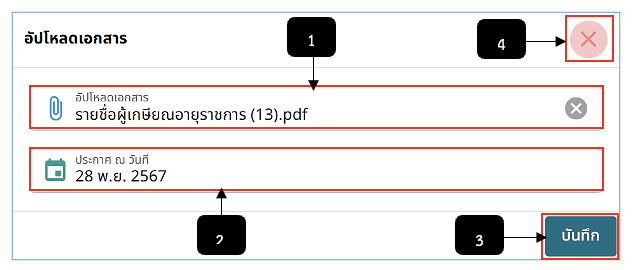 อัปโหลดเอกสาร
1
4
อัปโหลดเอกสาร
รายชื่อผู้เกษียณอายุราชการ (13).pdf
ประกาศ ณ วันที่
28 พ.ย. 2567
2
3
บันทึก